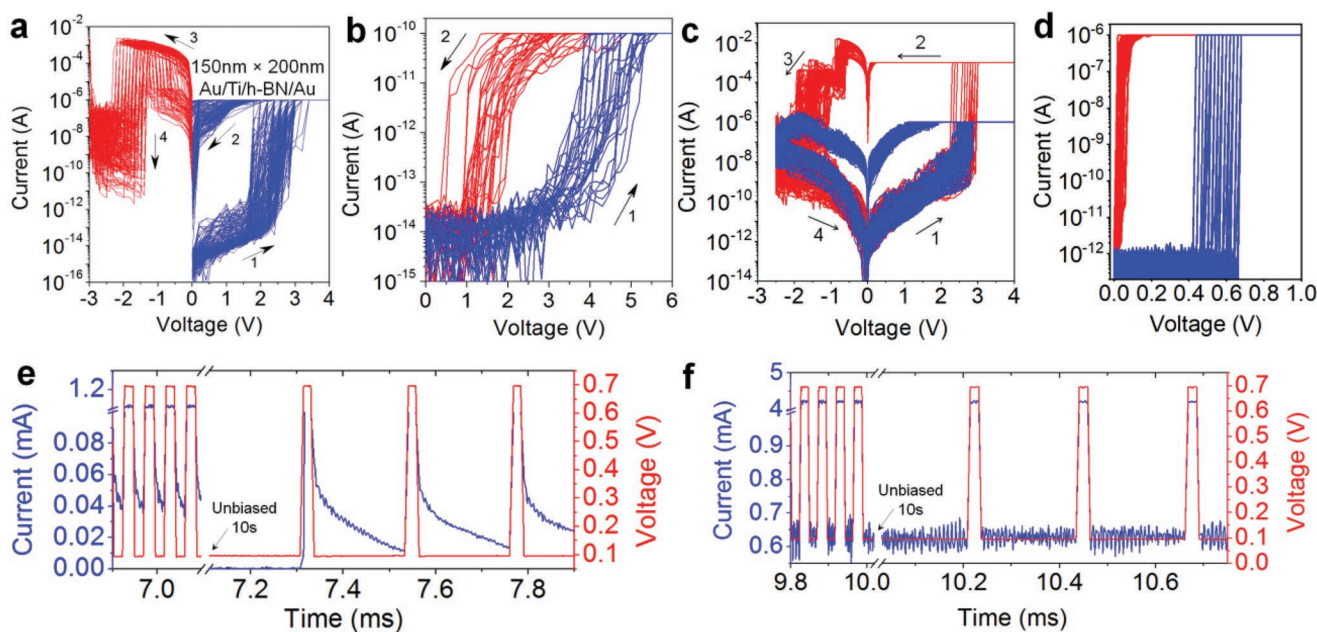 a
10⁻²
10⁻⁴
10⁻⁶
10⁻⁸
10⁻¹⁰
10⁻¹²
10⁻¹⁴
10⁻¹⁶
Current (A)
3
150nm × 200nm
Au/Ti/h-BN/Au
4
2
1
-3 -2 -1 0 1 2 3 4
Voltage (V)
b
10⁻¹⁰
10⁻¹¹
10⁻¹²
10⁻¹³
10⁻¹⁴
10⁻¹⁵
Current (A)
2
1
0 1 2 3 4 5 6
Voltage (V)
c
10⁻²
10⁻⁴
10⁻⁶
10⁻⁸
10⁻¹⁰
10⁻¹²
10⁻¹⁴
Current (A)
3
2
4
1
-3 -2 -1 0 1 2 3 4
Voltage (V)
d
10⁻⁶
10⁻⁷
10⁻⁸
10⁻⁹
10⁻¹⁰
10⁻¹¹
10⁻¹²
Current (A)
0.0 0.2 0.4 0.6 0.8 1.0
Voltage (V)
e
1.2
0.08
0.06
0.04
0.02
0.00
Current (mA)
Unbiased
10s
0.7
0.6
0.5
0.4
0.3
0.2
0.1
Voltage (V)
7.0 7.2 7.4 7.6 7.8
Time (ms)
f
5
4
0.9
0.8
0.7
0.6
Current (mA)
Unbiased
10s
0.7
0.6
0.5
0.4
0.3
0.2
0.1
0.0
Voltage (V)
9.8 10.0 10.2 10.4 10.6
Time (ms)